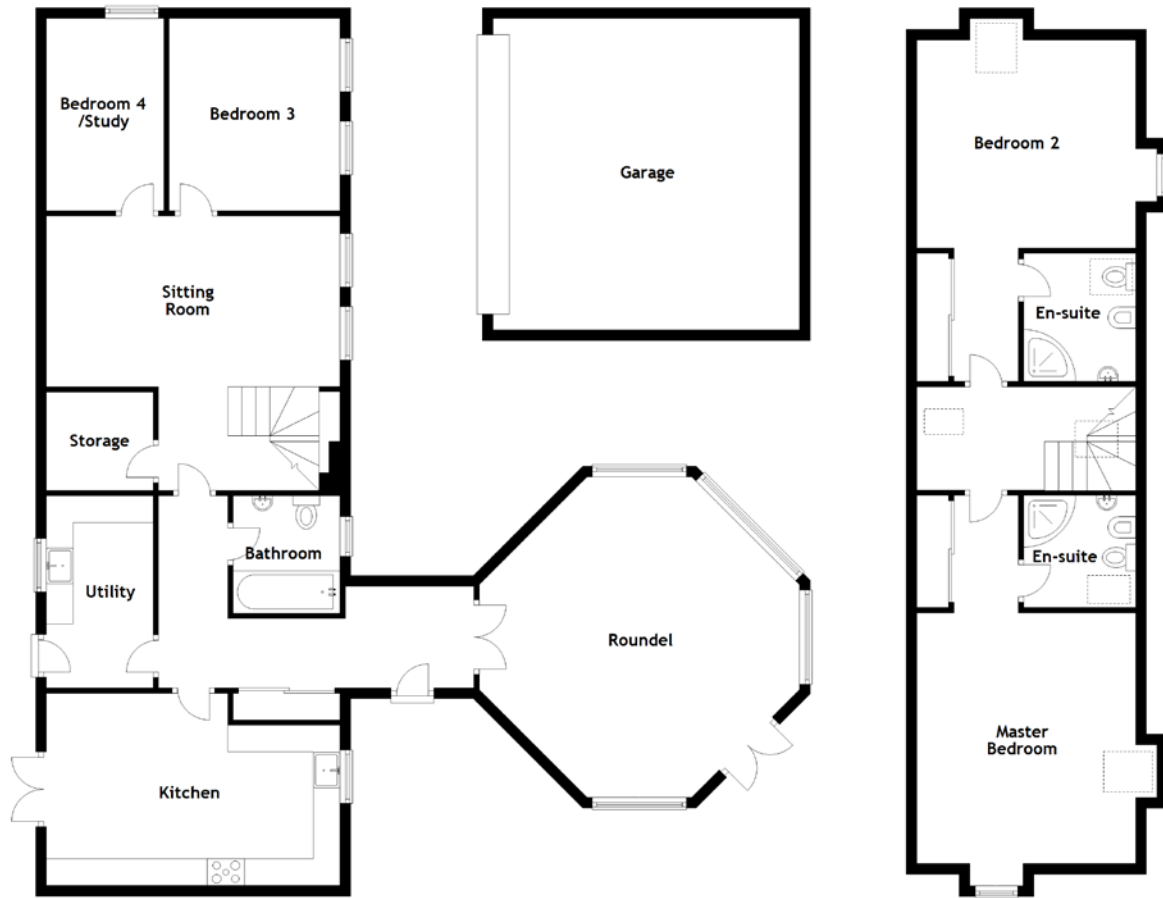 Bedroom 4
/Study
Bedroom 3
Garage
Bedroom 2
Sitting
Room
En-suite
Storage
Bathroom
En-suite
Utility
Roundel
Master
Bedroom
Kitchen